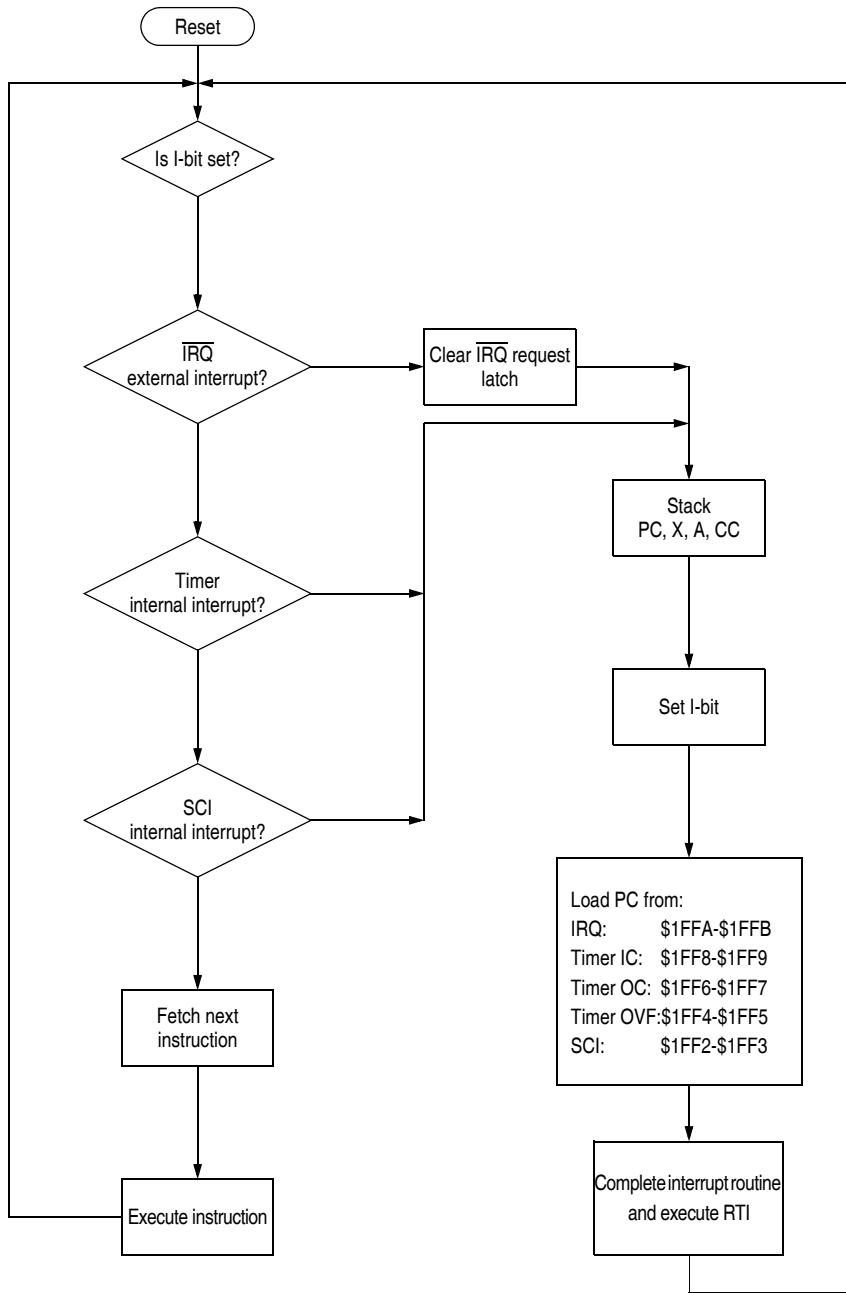 Reset
Is I-bit set?
IRQ
external interrupt?
Clear IRQ request
latch
Stack
PC, X, A, CC
Timer
internal interrupt?
Set I-bit
SCI
internal interrupt?
Load PC from:
IRQ: $1FFA-$1FFB
Timer IC: $1FF8-$1FF9
Timer OC: $1FF6-$1FF7
Timer OVF:$1FF4-$1FF5
SCI: $1FF2-$1FF3
Fetch next
instruction
Execute instruction
Complete interrupt routine
and execute RTI